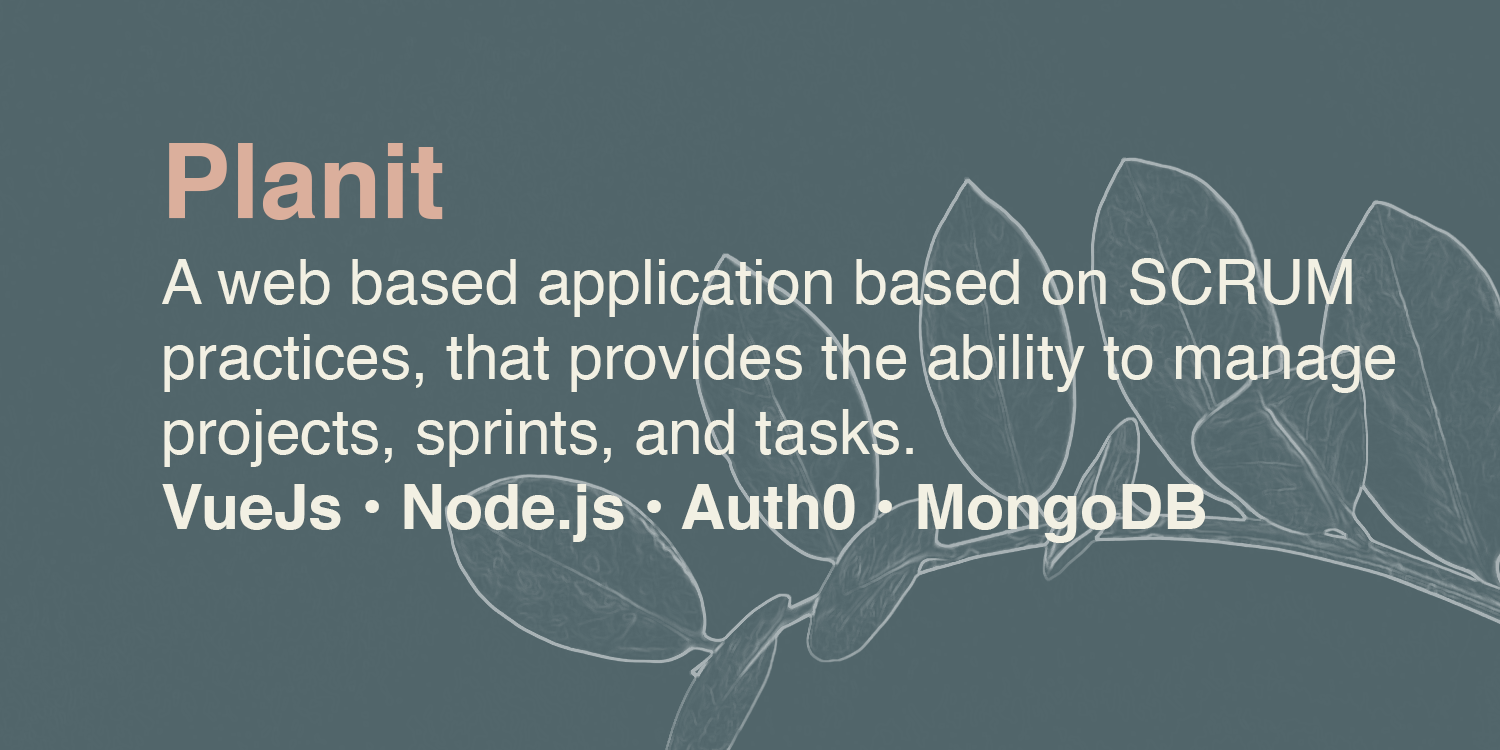 Planit
A web based application based on SCRUM
practices, that provides the ability to manage
projects, sprints, and tasks.
VueJs • Node.js • Auth0 • MongoDB